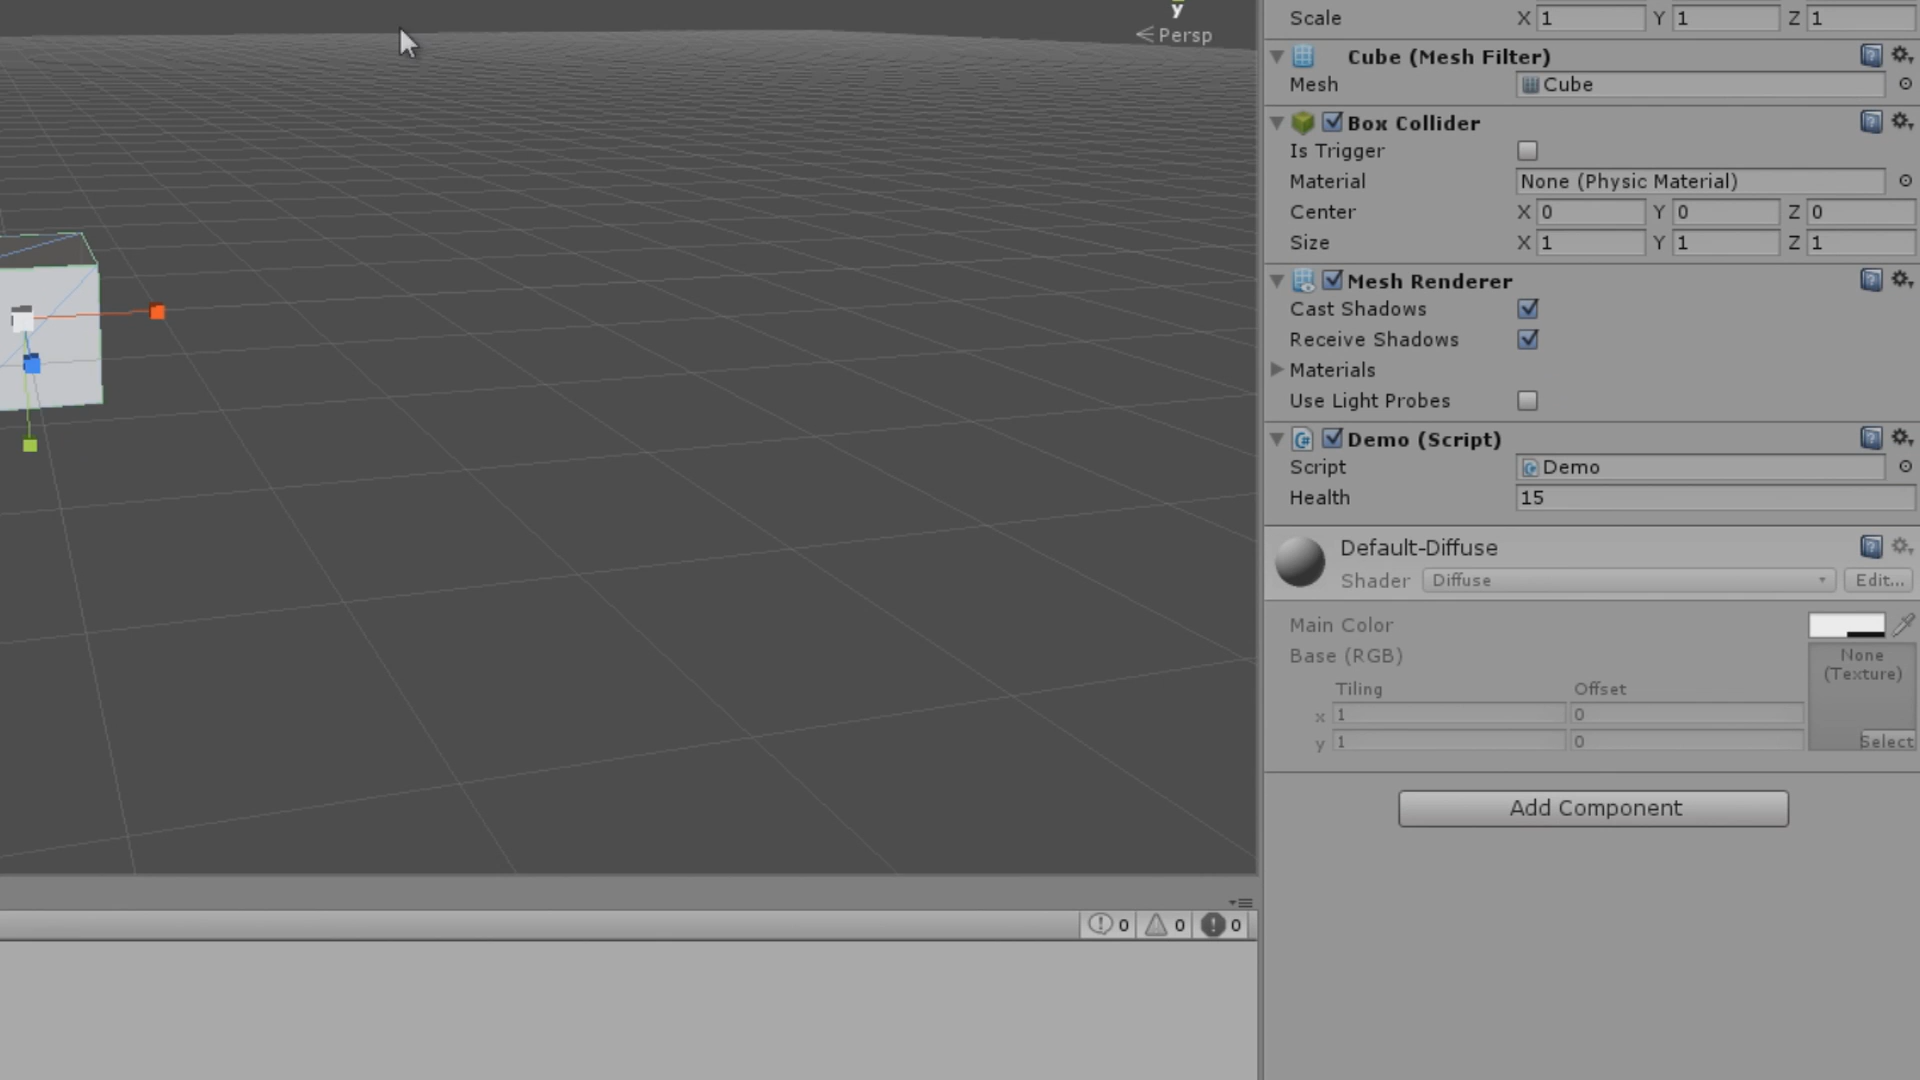 y
Persp
Scale X 1 Y 1 Z 1
Cube (Mesh Filter)
Mesh Cube
Box Collider
Is Trigger
Material None (Physic Material)
Center X 0 Y 0 Z 0
Size X 1 Y 1 Z 1
Mesh Renderer
Cast Shadows
Receive Shadows
Materials
Use Light Probes
Demo (Script)
Script Demo
Health 15
Default-Diffuse
Shader Diffuse Edit...
Main Color
Base (RGB) None
(Texture)
Tiling Offset
x 1 0
y 1 0 Select
Add Component
0 0 0